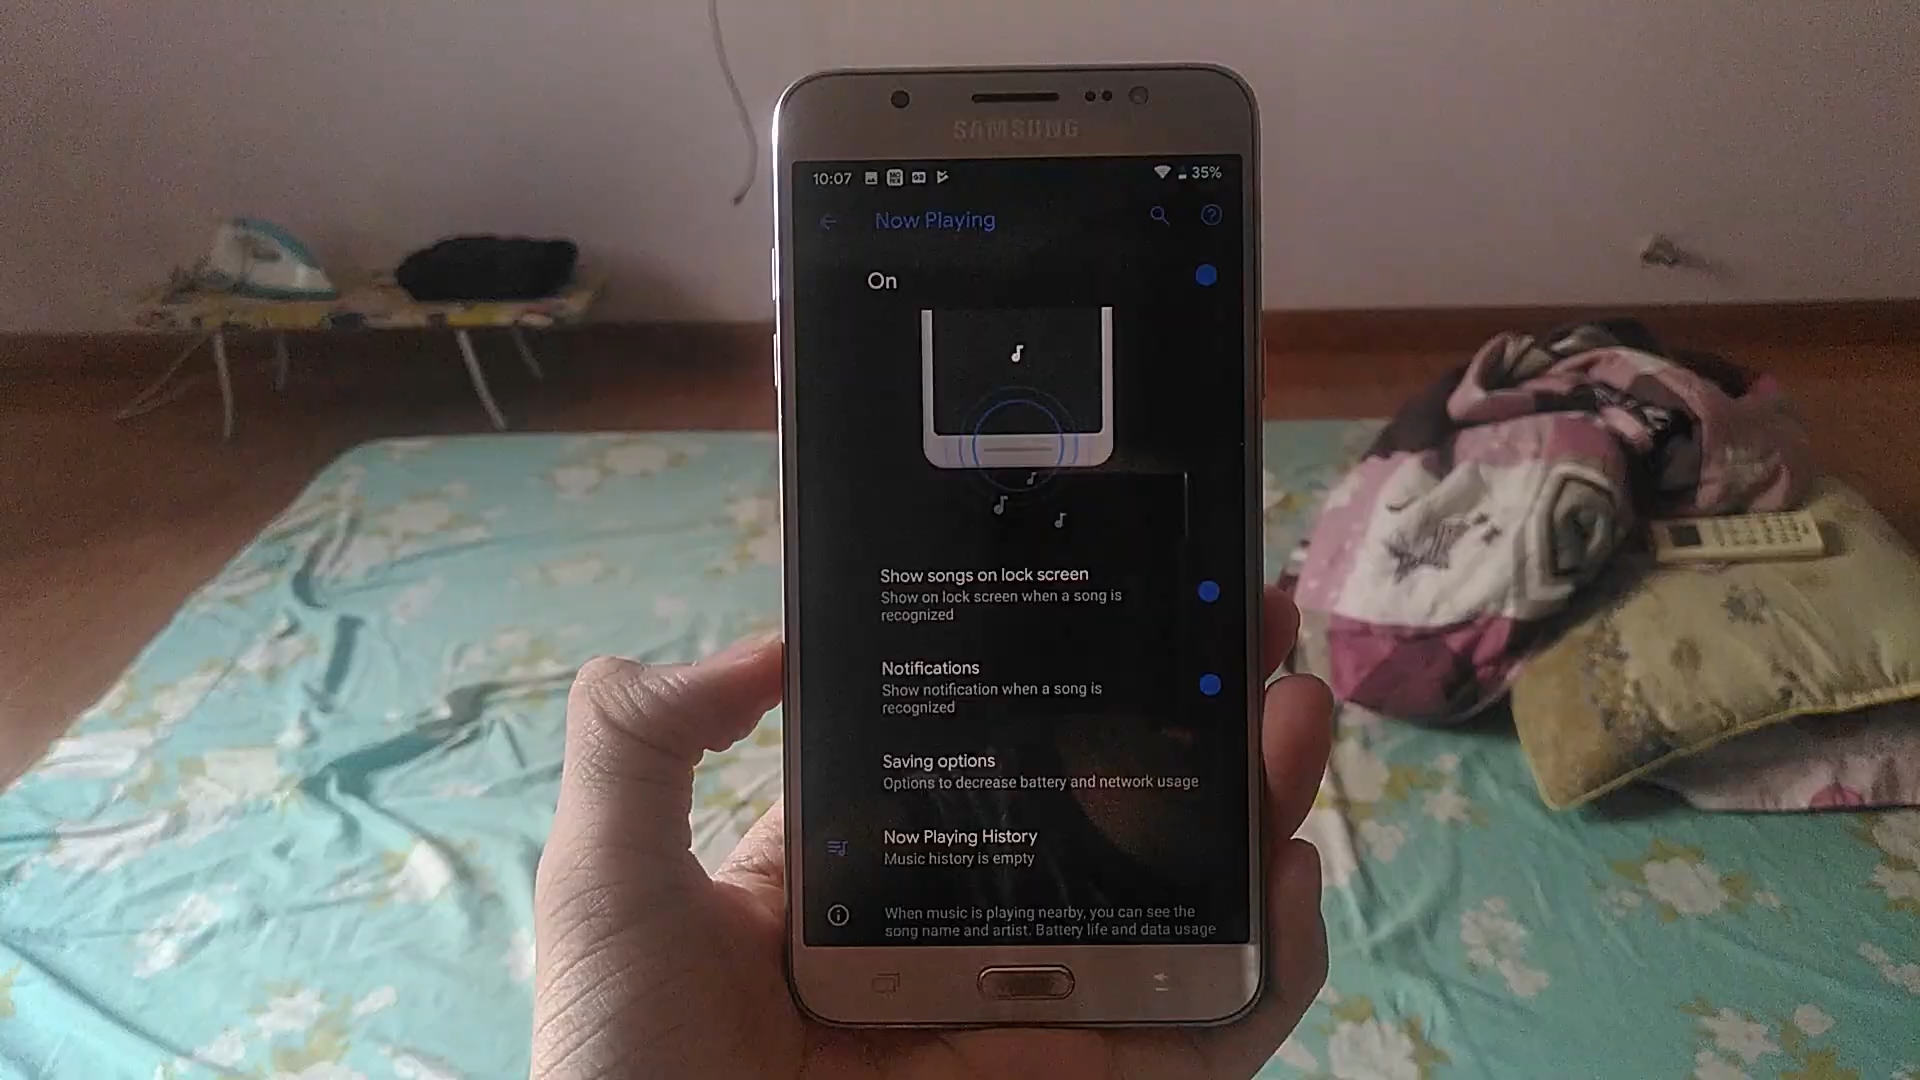 SAMSUNG
10:07 35%
Now Playing
On
Show songs on lock screen
Show on lock screen when a song is
recognized
Notifications
Show notification when a song is
recognized
Saving options
Options to decrease battery and network usage
Now Playing History
Music history is empty
When music is playing nearby, you can see the
song name and artist. Battery life and data usage